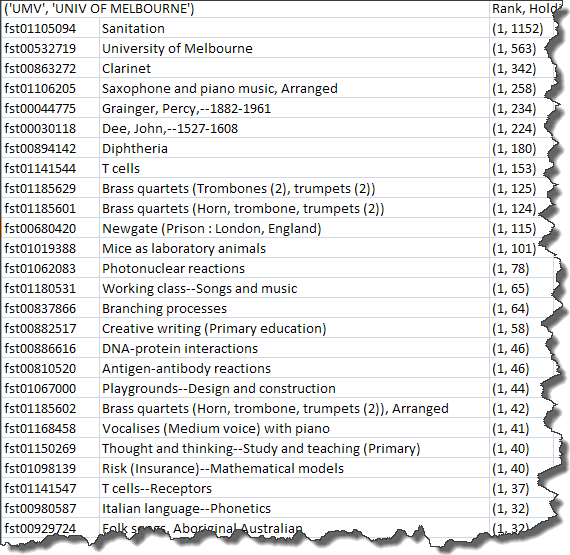 ('UMV', 'UNIV OF MELBOURNE') Rank, Hold
fst01105094 Sanitation (1, 1152)
fst00532719 University of Melbourne (1, 563)
fst00863272 Clarinet (1, 342)
fst01106205 Saxophone and piano music, Arranged (1, 258)
fst00044775 Grainger, Percy,--1882-1961 (1, 234)
fst00030118 Dee, John,--1527-1608 (1, 224)
fst00894142 Diphtheria (1, 180)
fst01141544 T cells (1, 153)
fst01185629 Brass quartets (Trombones (2), trumpets (2)) (1, 125)
fst01185601 Brass quartets (Horn, trombone, trumpets (2)) (1, 124)
fst00680420 Newgate (Prison : London, England) (1, 115)
fst01019388 Mice as laboratory animals (1, 101)
fst01062083 Photonuclear reactions (1, 78)
fst01180531 Working class--Songs and music (1, 65)
fst00837866 Branching processes (1, 64)
fst00882517 Creative writing (Primary education) (1, 58)
fst00886616 DNA-protein interactions (1, 46)
fst00810520 Antigen-antibody reactions (1, 46)
fst01067000 Playgrounds--Design and construction (1, 44)
fst01185602 Brass quartets (Horn, trombone, trumpets (2)), Arranged (1, 42)
fst01168458 Vocalises (Medium voice) with piano (1, 41)
fst01150269 Thought and thinking--Study and teaching (Primary) (1, 40)
fst01098139 Risk (Insurance)--Mathematical models (1, 40)
fst01141547 T cells--Receptors (1, 37)
fst00980587 Italian language--Phonetics (1, 32)
fst00929724 Folk songs, Aboriginal Australian (1, 32)